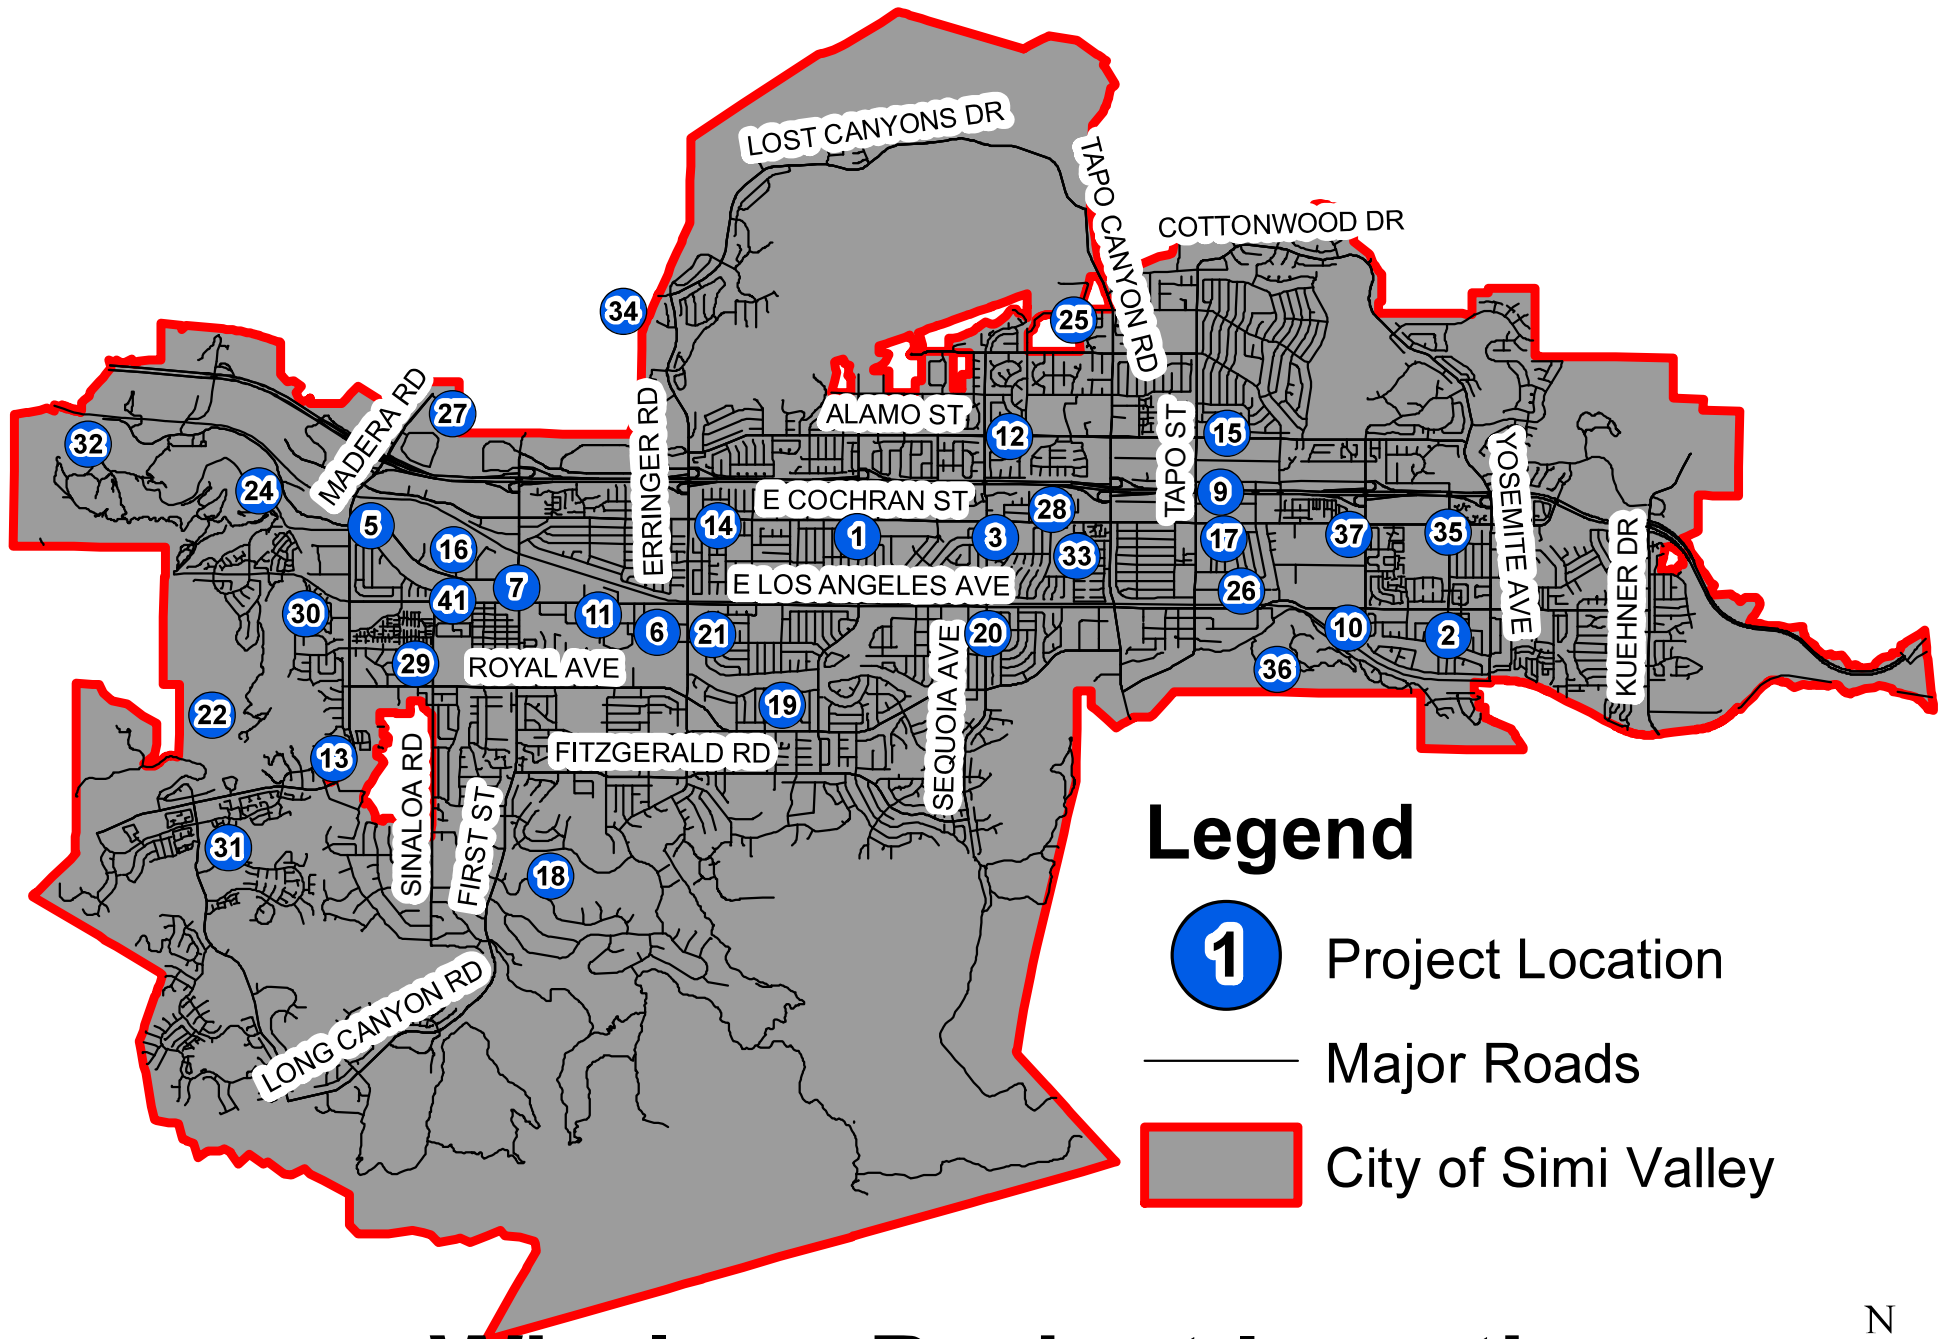 LOST CANYONS DR
TAPO CANYON RD
COTTONWOOD DR
34
25
MADERA RD
27
ERRINGER RD
ALAMO ST
12
TAPO ST
15
32
YOSEMITE AVE
24
E COCHRAN ST
9
28
5
14
1
3
17
37
35
KUEHNER DR
16
33
7
E LOS ANGELES AVE
26
41
30
11
6
21
20
10
2
29
ROYAL AVE
SEQUOIA AVE
36
22
19
13
SINALOA RD
FITZGERALD RD
FIRST ST
31
18
LONG CANYON RD
Legend
1 Project Location
Major Roads
City of Simi Valley
N